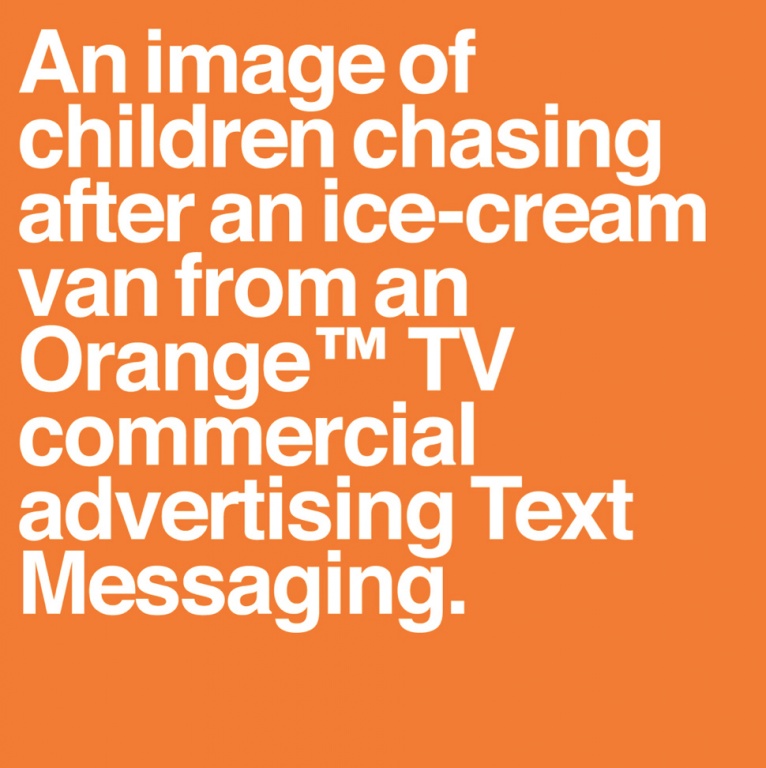 An image of
children chasing
after an ice-cream
van from an
Orange™ TV
commercial
advertising Text
Messaging.